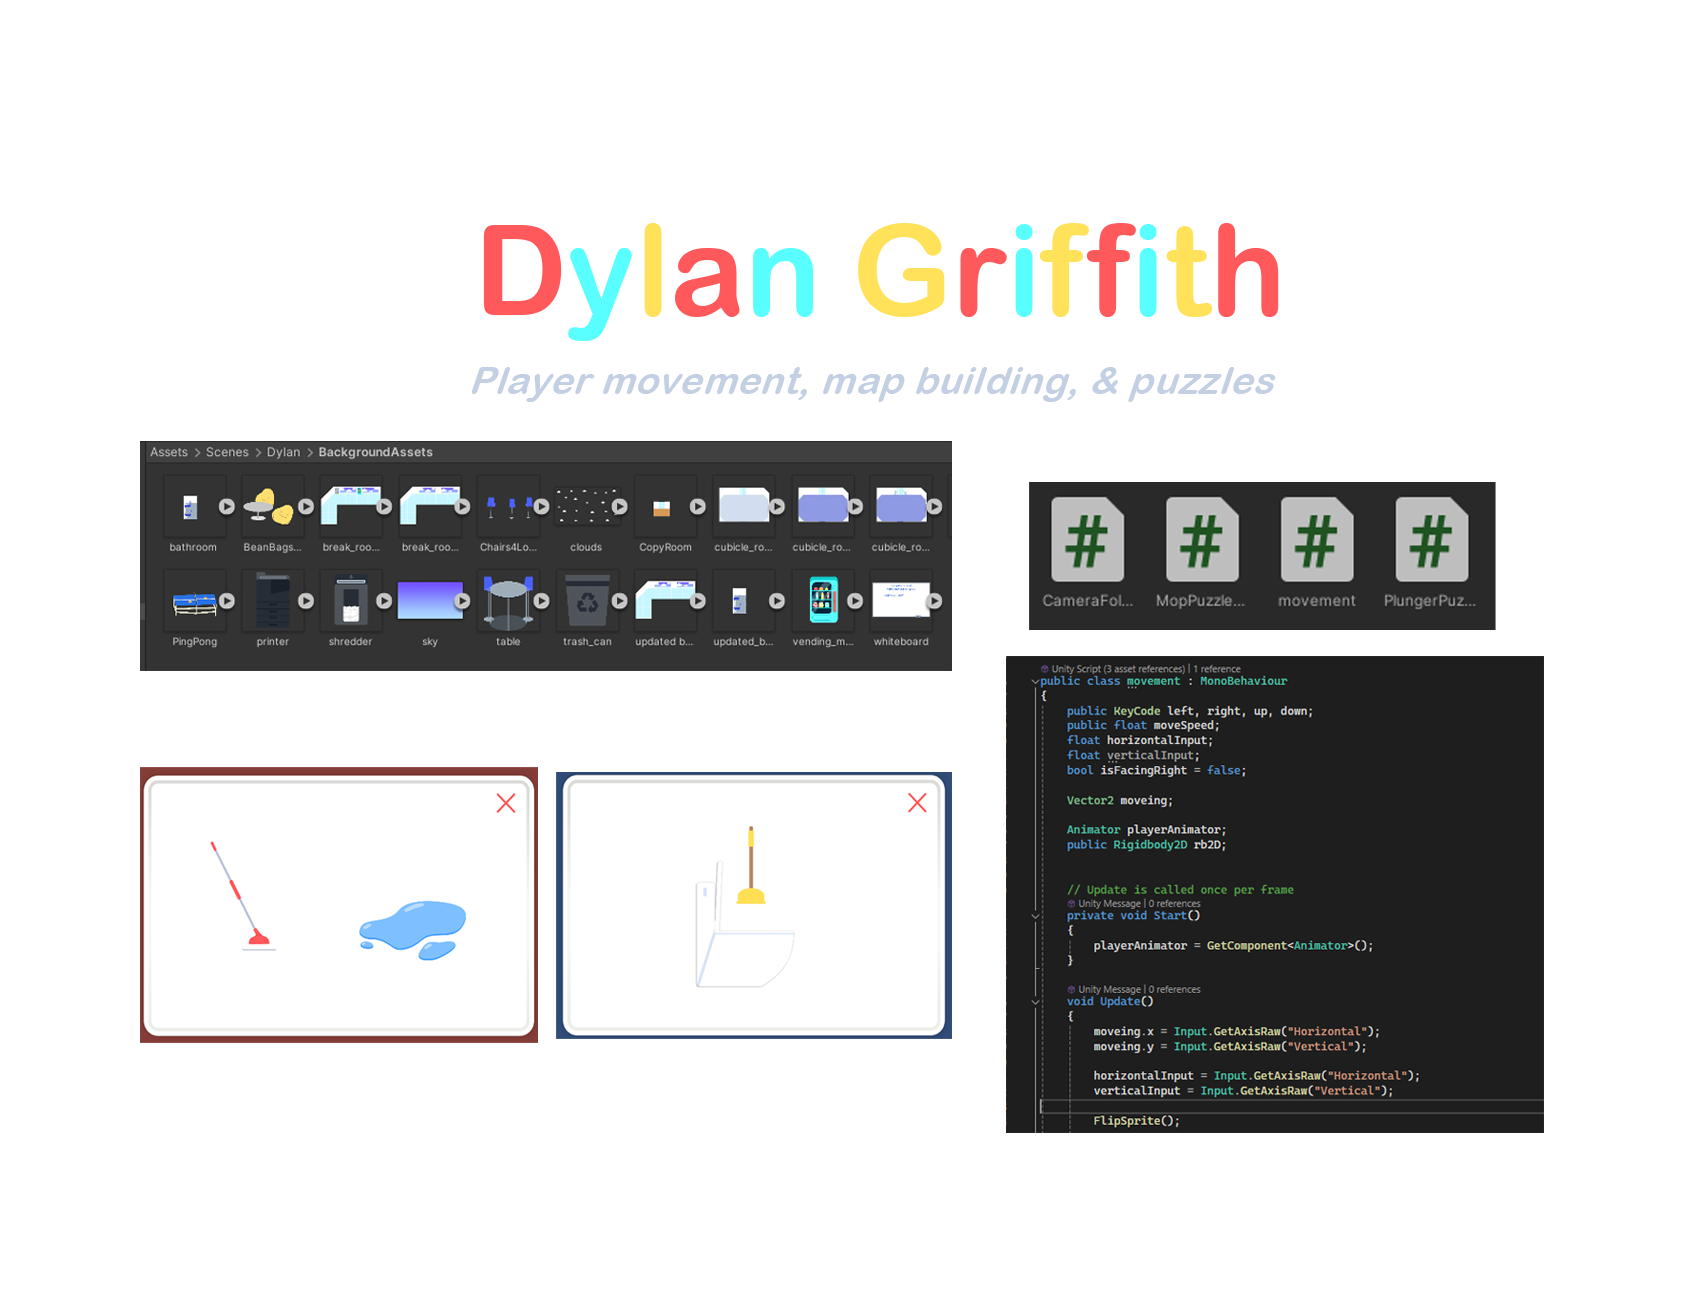 Dylan Griffith
Player movement, map building, & puzzles
Assets > Scenes > Dylan > BackgroundAssets
bathroom BeanBags... break_roo... break_roo... Chairs4Lo... clouds CopyRoom cubicle_ro... cubicle_ro... cubicle_ro...
PingPong printer shredder sky table trash_can updated b... updated_b... vending_m... whiteboard
CameraFol... MopPuzzle... movement PlungerPuz...
Unity Script (3 asset references) | 1 reference
public class movement : MonoBehaviour
{
public KeyCode left, right, up, down;
public float moveSpeed;
float horizontalInput;
float verticalInput;
bool isFacingRight = false;
Vector2 moveing;
Animator playerAnimator;
public Rigidbody2D rb2D;
// Update is called once per frame
Unity Message | 0 references
private void Start()
{
playerAnimator = GetComponent<Animator>();
}
Unity Message | 0 references
void Update()
{
moveing.x = Input.GetAxisRaw("Horizontal");
moveing.y = Input.GetAxisRaw("Vertical");
horizontalInput = Input.GetAxisRaw("Horizontal");
verticalInput = Input.GetAxisRaw("Vertical");
FlipSprite();